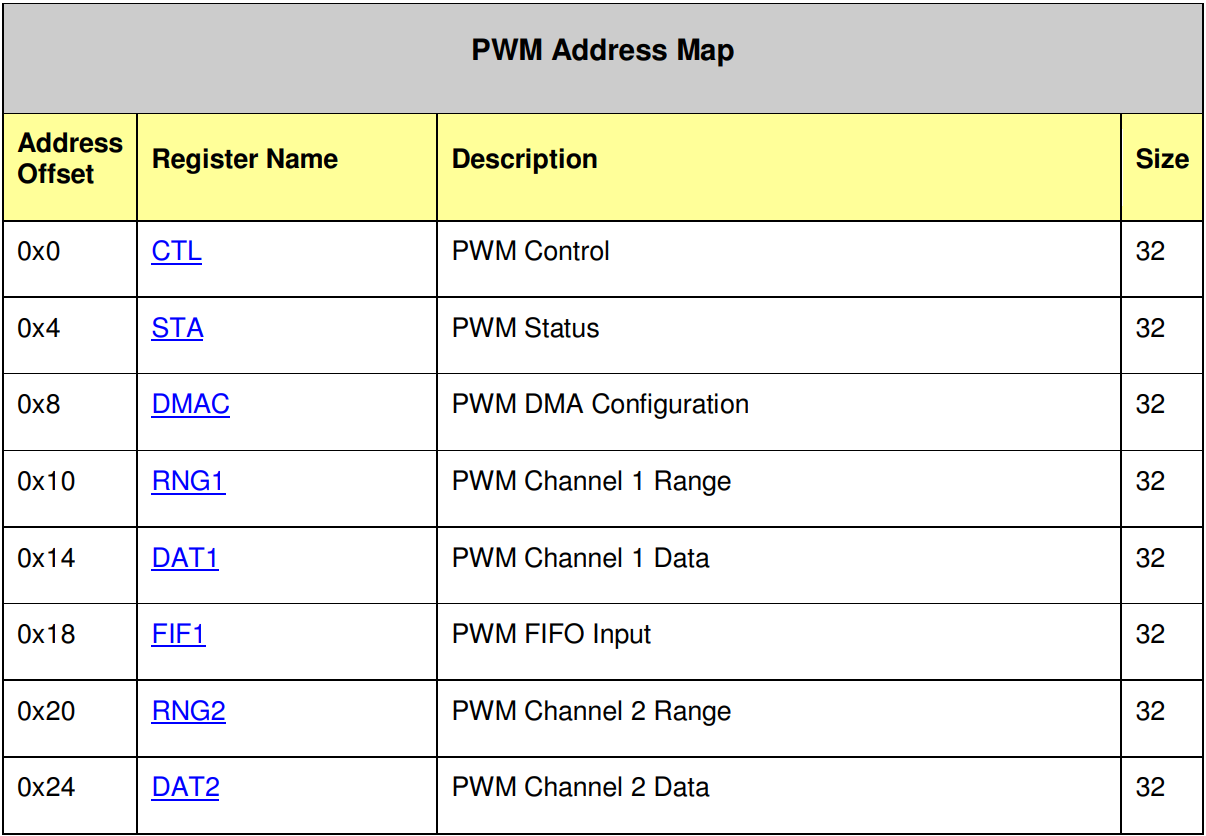 PWM Address Map
Address Offset Register Name Description Size
0x0 CTL PWM Control 32
0x4 STA PWM Status 32
0x8 DMAC PWM DMA Configuration 32
0x10 RNG1 PWM Channel 1 Range 32
0x14 DAT1 PWM Channel 1 Data 32
0x18 FIF1 PWM FIFO Input 32
0x20 RNG2 PWM Channel 2 Range 32
0x24 DAT2 PWM Channel 2 Data 32